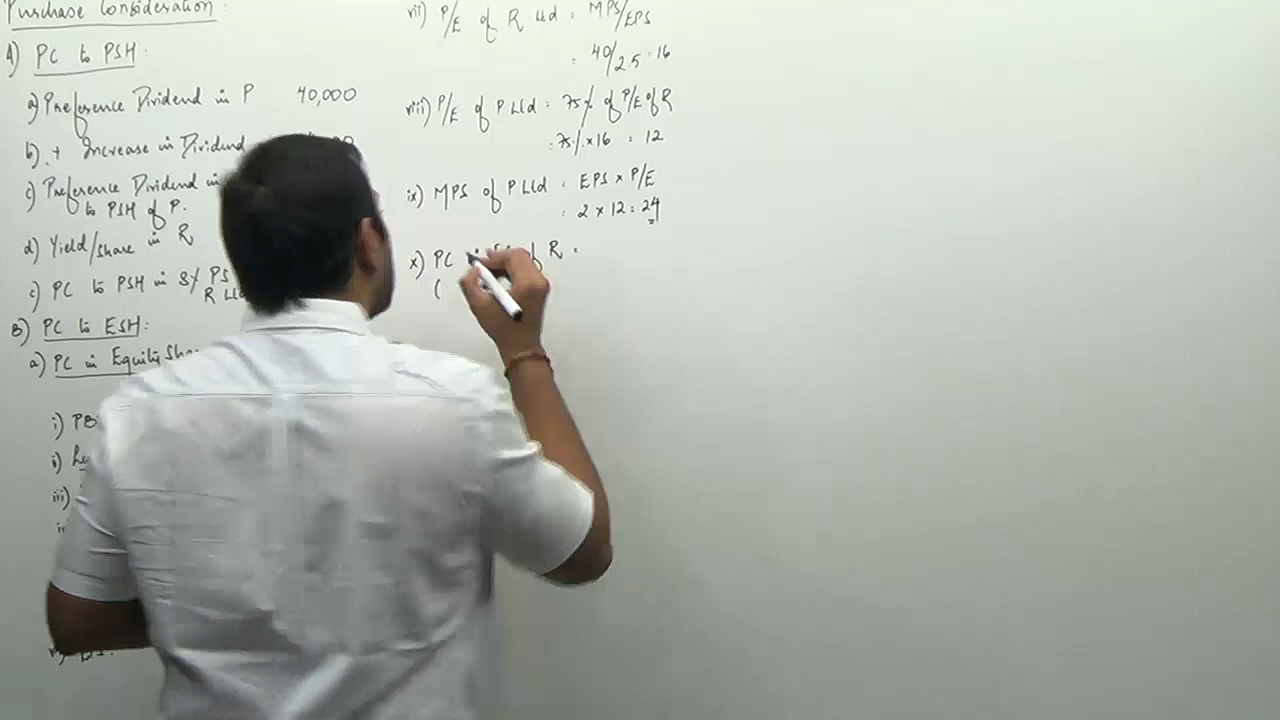 Purchase Consideration:
A) PC to PSH:
a) Preference Dividend in P 40,000
b) + Increase in Dividend
c) Preference Dividend in
to PSH of P.
d) Yield/share in R
e) PC to PSH in 8% PS
R Ltd
B) PC to ESH:
a) PC in Equity Shar
i)
ii)
iii)
vii) P/E of R Ltd = MPS/EPS
= 40/2.5 = 16
viii) P/E of P Ltd = 75% of P/E of R
= 75% × 16 = 12
ix) MPS of P Ltd = EPS × P/E
= 2 × 12 = 24
x) PC of R =
(